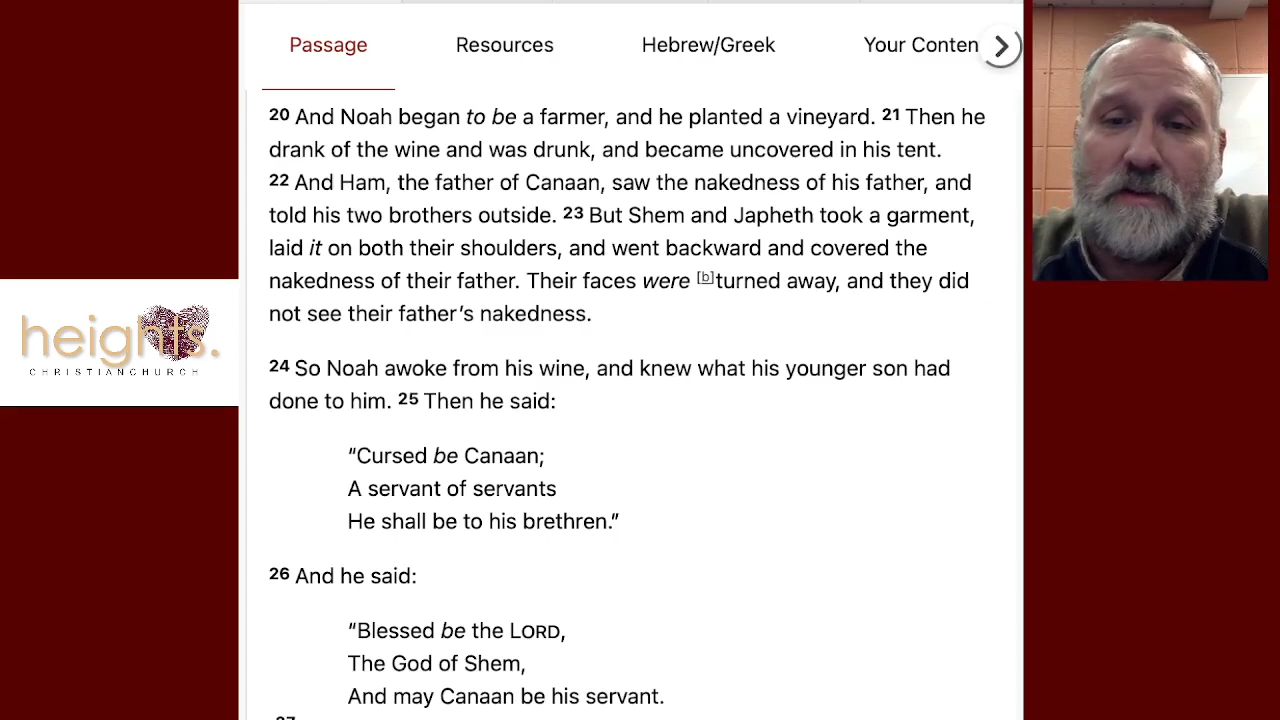 Passage
Resources
Hebrew/Greek
Your Conten
20 And Noah began to be a farmer, and he planted a vineyard. 21 Then he
drank of the wine and was drunk, and became uncovered in his tent.
22 And Ham, the father of Canaan, saw the nakedness of his father, and
told his two brothers outside. 23 But Shem and Japheth took a garment,
laid it on both their shoulders, and went backward and covered the
nakedness of their father. Their faces were [b]turned away, and they did
not see their father’s nakedness.
24 So Noah awoke from his wine, and knew what his younger son had
done to him. 25 Then he said:
“Cursed be Canaan;
A servant of servants
He shall be to his brethren.”
26 And he said:
“Blessed be the LORD,
The God of Shem,
And may Canaan be his servant.
27
heights.
CHRISTIANCHURCH